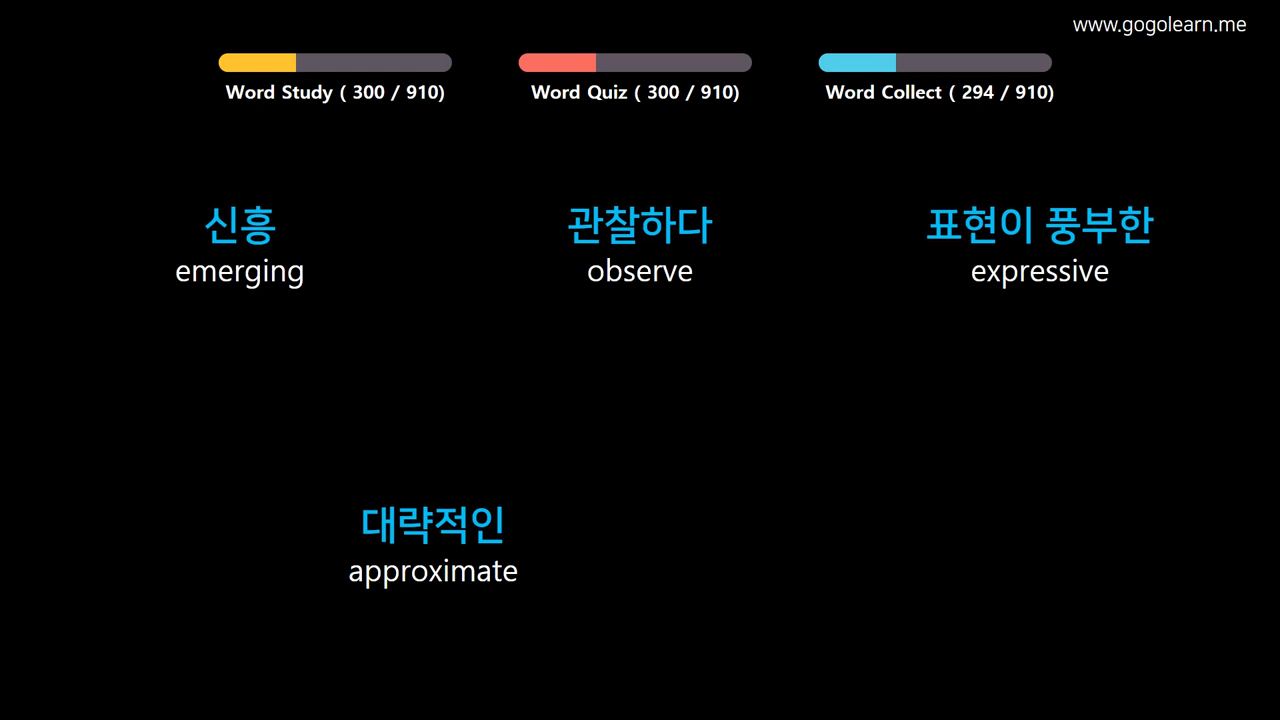 www.gogolearn.me
Word Study ( 300 / 910)
Word Quiz ( 300 / 910)
Word Collect ( 294 / 910)
신흥
emerging
관찰하다
observe
표현이 풍부한
expressive
대략적인
approximate